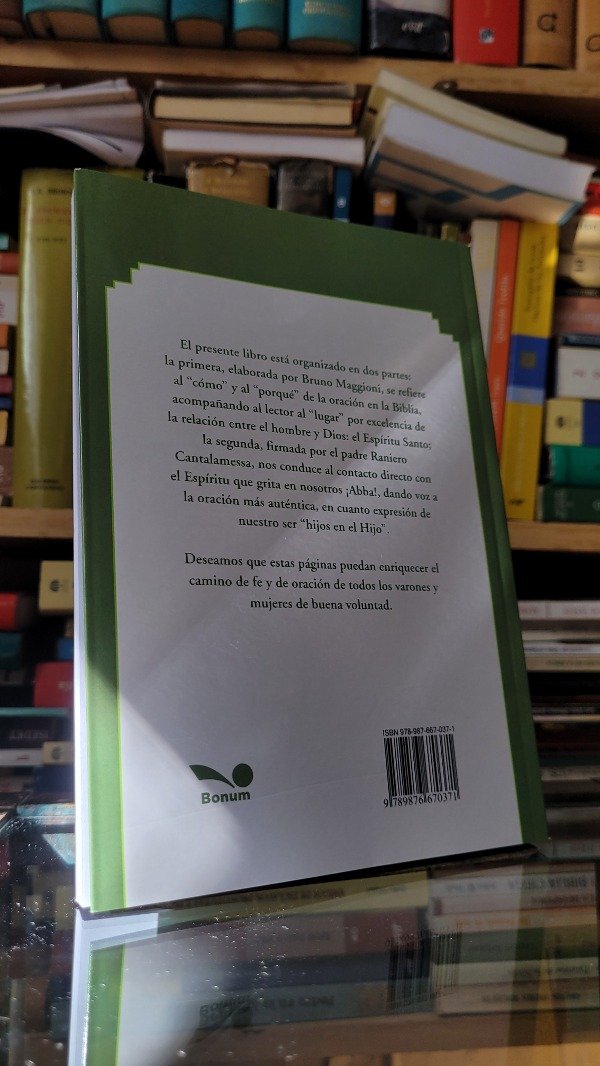 El presente libro está organizado en dos partes:
la primera, elaborada por Bruno Maggioni, se refiere
al “cómo” y al “porqué” de la oración en la Biblia,
acompañando al lector al “lugar” por excelencia de
la relación entre el hombre y Dios: el Espíritu Santo;
la segunda, firmada por el padre Raniero
Cantalamessa, nos conduce al contacto directo con
el Espíritu que grita en nosotros ¡Abba!, dando voz a
la oración más auténtica, en cuanto expresión de
nuestro ser “hijos en el Hijo”.
Deseamos que estas páginas puedan enriquecer el
camino de fe y de oración de todos los varones y
mujeres de buena voluntad.
ISBN 978-987-667-037-1
9 789876 670371
Bonum